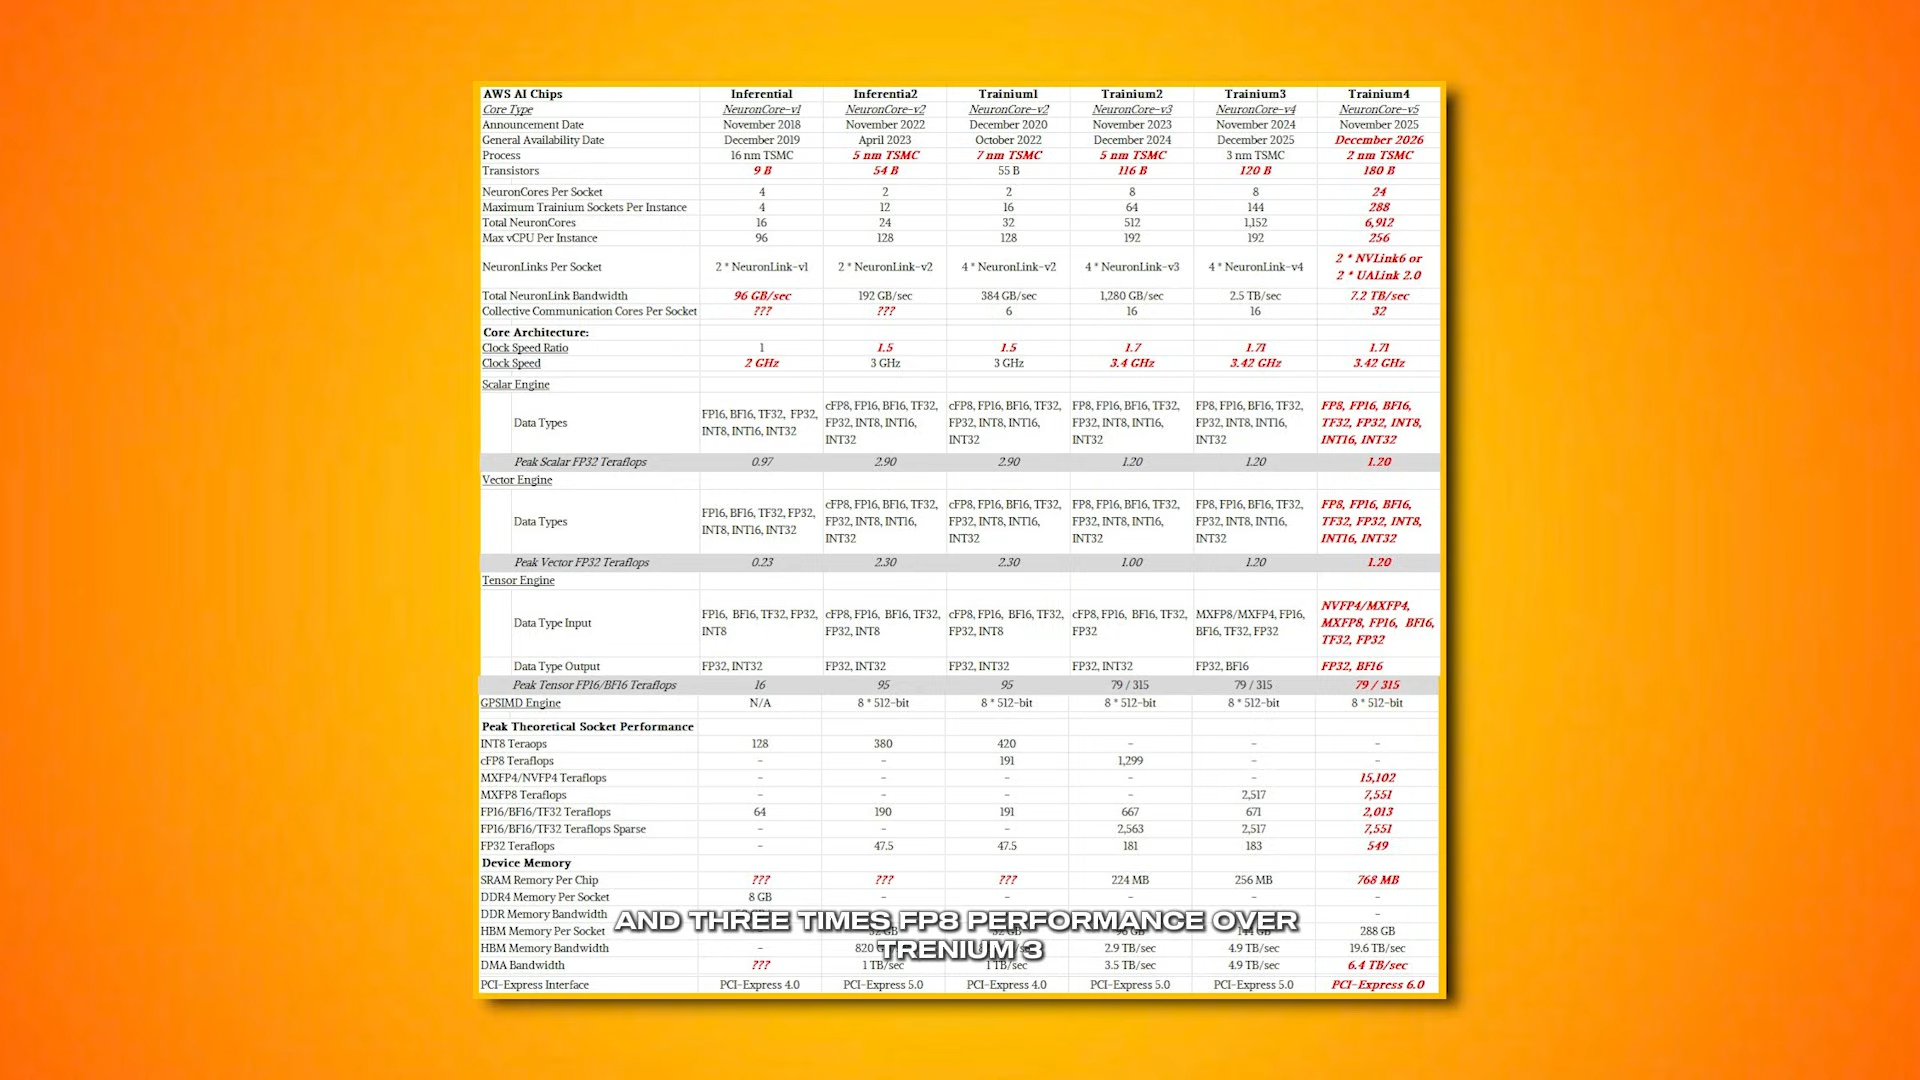 AWS AI Chips Inferentia1 Inferentia2 Trainium1 Trainium2 Trainium3 Trainium4
Core Type NeuronCore-v1 NeuronCore-v2 NeuronCore-v2 NeuronCore-v3 NeuronCore-v4 NeuronCore-v5
Announcement Date November 2018 November 2022 December 2020 November 2023 November 2024 November 2025
General Availability Date December 2019 April 2023 October 2022 December 2024 December 2025 December 2026
Process 16 nm TSMC 5 nm TSMC 7 nm TSMC 5 nm TSMC 3 nm TSMC 2 nm TSMC
Transistors 9 B 54 B 55 B 116 B 120 B 180 B
NeuronCores Per Socket 4 2 2 8 8 24
Maximum Trainium Sockets Per Instance 4 12 16 64 144 288
Total NeuronCores 16 24 32 512 1,152 6,912
Max vCPU Per Instance 96 128 128 192 192 256
NeuronLinks Per Socket 2 * NeuronLink-v1 2 * NeuronLink-v2 4 * NeuronLink-v2 4 * NeuronLink-v3 4 * NeuronLink-v4 2 * NVLink6 or
2 * UALink 2.0
Total NeuronLink Bandwidth 96 GB/sec 192 GB/sec 384 GB/sec 1,280 GB/sec 2.5 TB/sec 7.2 TB/sec
Collective Communication Cores Per Socket ??? ??? 6 16 16 32
Core Architecture:
Clock Speed Ratio 1 1.5 1.5 1.7 1.71 1.71
Clock Speed 2 GHz 3 GHz 3 GHz 3.4 GHz 3.42 GHz 3.42 GHz
Scalar Engine
Data Types FP16, BF16, TF32, FP32, cFP8, FP16, BF16, TF32, cFP8, FP16, BF16, TF32, FP8, FP16, BF16, TF32, FP8, FP16, BF16, TF32, FP8, FP16, BF16,
INT8, INT16, INT32 FP32, INT8, INT16, FP32, INT8, INT16, FP32, INT8, INT16, FP32, INT8, INT16, TF32, FP32, INT8,
INT32 INT32 INT32 INT32 INT16, INT32
Peak Scalar FP32 Teraflops 0.97 2.90 2.90 1.20 1.20 1.20
Vector Engine
Data Types FP16, BF16, TF32, FP32, cFP8, FP16, BF16, TF32, cFP8, FP16, BF16, TF32, FP8, FP16, BF16, TF32, FP8, FP16, BF16, TF32, FP8, FP16, BF16,
INT8, INT16, INT32 FP32, INT8, INT16, FP32, INT8, INT16, FP32, INT8, INT16, FP32, INT8, INT16, TF32, FP32, INT8,
INT32 INT32 INT32 INT32 INT16, INT32
Peak Vector FP32 Teraflops 0.23 2.30 2.30 1.00 1.20 1.20
Tensor Engine
Data Type Input FP16, BF16, TF32, FP32, cFP8, FP16, BF16, TF32, cFP8, FP16, BF16, TF32, cFP8, FP16, BF16, TF32, MXFP8/MXFP4, FP16, NVFP4/MXFP4,
INT8 FP32, INT8 FP32, INT8 FP32 BF16, TF32, FP32 MXFP8, FP16, BF16,
TF32, FP32
Data Type Output FP32, INT32 FP32, INT32 FP32, INT32 FP32, INT32 FP32, BF16 FP32, BF16
Peak Tensor FP16/BF16 Teraflops 16 95 95 79 / 315 79 / 315 79 / 315
GPSIMD Engine N/A 8 * 512-bit 8 * 512-bit 8 * 512-bit 8 * 512-bit 8 * 512-bit
Peak Theoretical Socket Performance
INT8 Teraops 128 380 420 - - -
cFP8 Teraflops - - 191 1,299 - -
MXFP4/NVFP4 Teraflops - - - - - 15,102
MXFP8 Teraflops - - - - 2,517 7,551
FP16/BF16/TF32 Teraflops 64 190 191 667 671 2,013
FP16/BF16/TF32 Teraflops Sparse - - - 2,563 2,517 7,551
FP32 Teraflops - 47.5 47.5 181 183 549
Device Memory
SRAM Remory Per Chip ??? ??? ??? 224 MB 256 MB 768 MB
DDR4 Memory Per Socket 8 GB - - - - -
DDR Memory Bandwidth -
AND THREE TIMES FP8 PERFORMANCE OVER
HBM Memory Per Socket 288 GB
TRENIUM 3
HBM Memory Bandwidth - 820 2.9 TB/sec 4.9 TB/sec 19.6 TB/sec
DMA Bandwidth ??? 1 TB/sec 1 TB/sec 3.5 TB/sec 4.9 TB/sec 6.4 TB/sec
PCI-Express Interface PCI-Express 4.0 PCI-Express 5.0 PCI-Express 4.0 PCI-Express 5.0 PCI-Express 5.0 PCI-Express 6.0